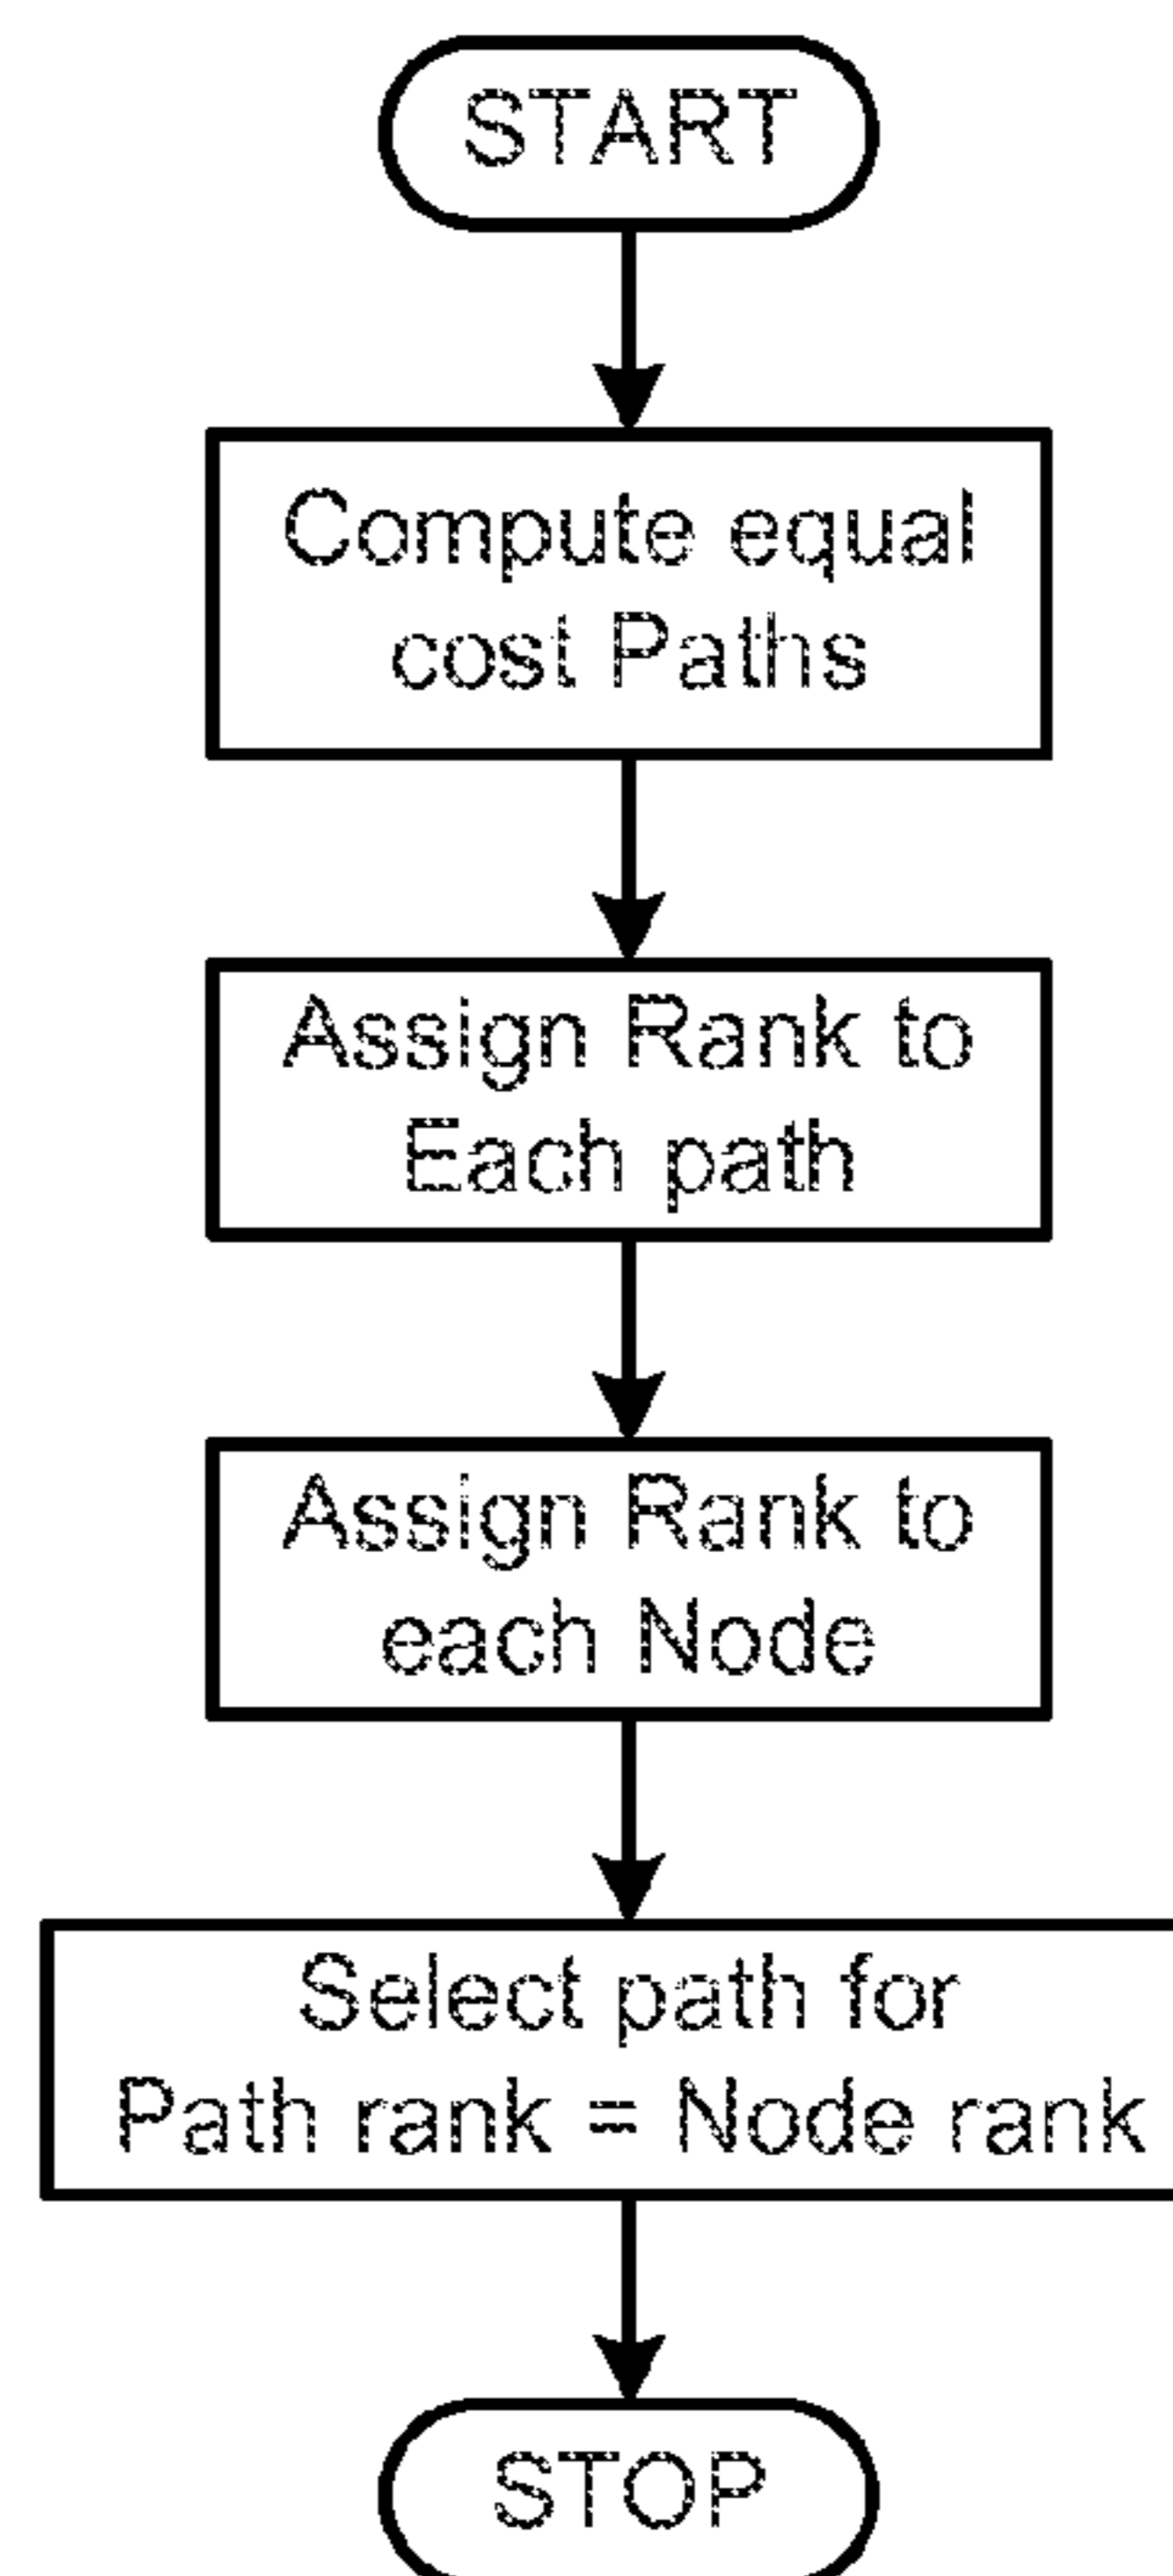 START
Compute equal
cost Paths
Assign Rank to
Each path
Assign Rank to
each Node
Select path for
Path rank = Node rank
STOP